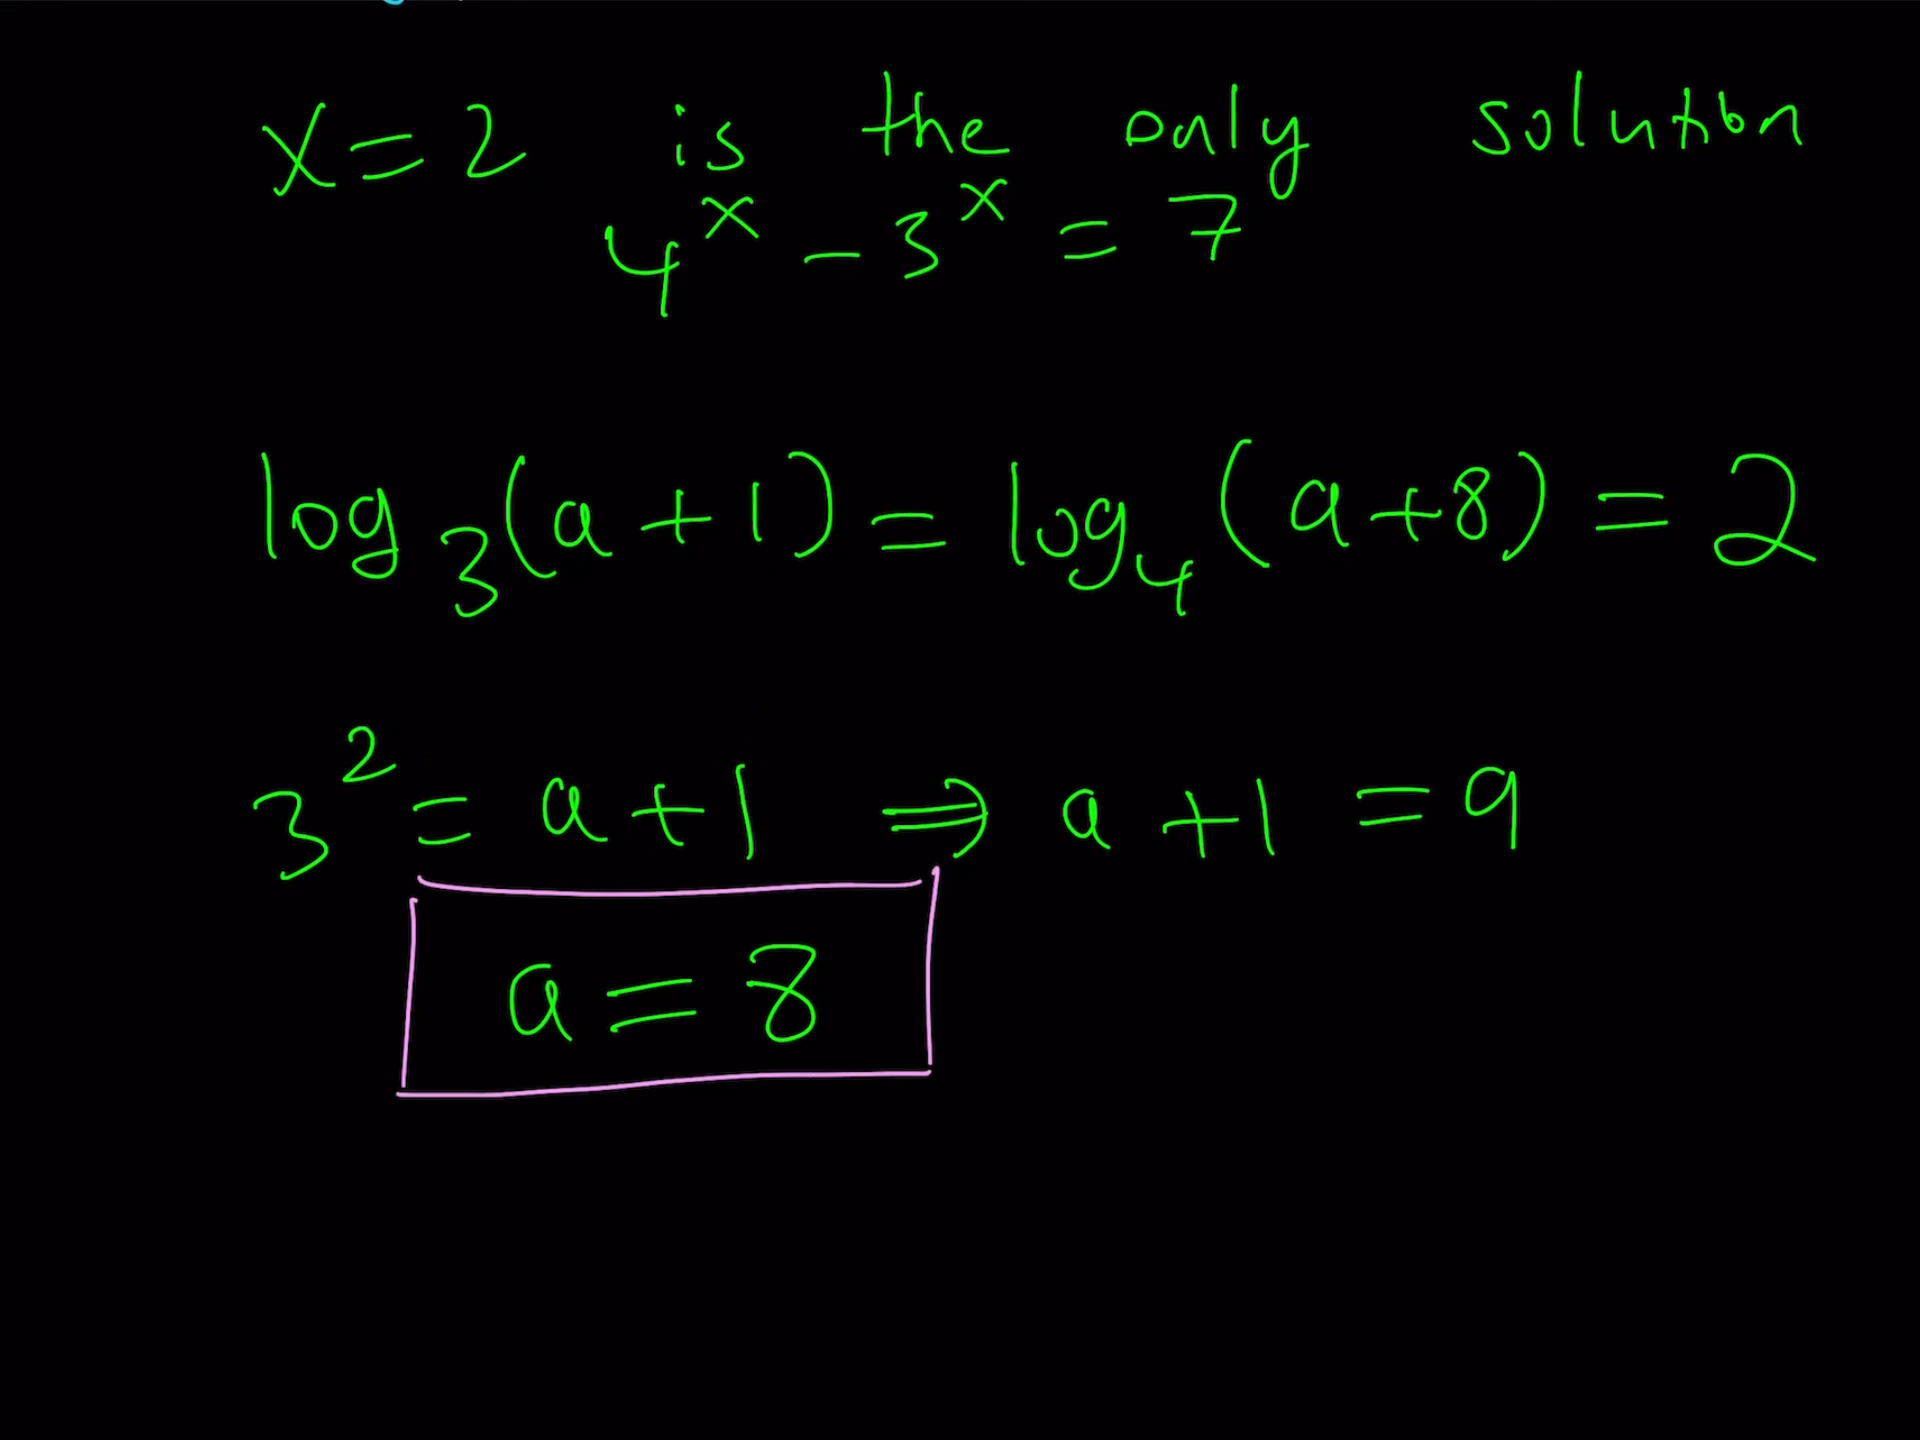 x = 2 is the only solution
4^x - 3^x = 7
log_3(a+1) = log_4(a+8) = 2
3^2 = a+1 ⇒ a+1 = 9
a = 8